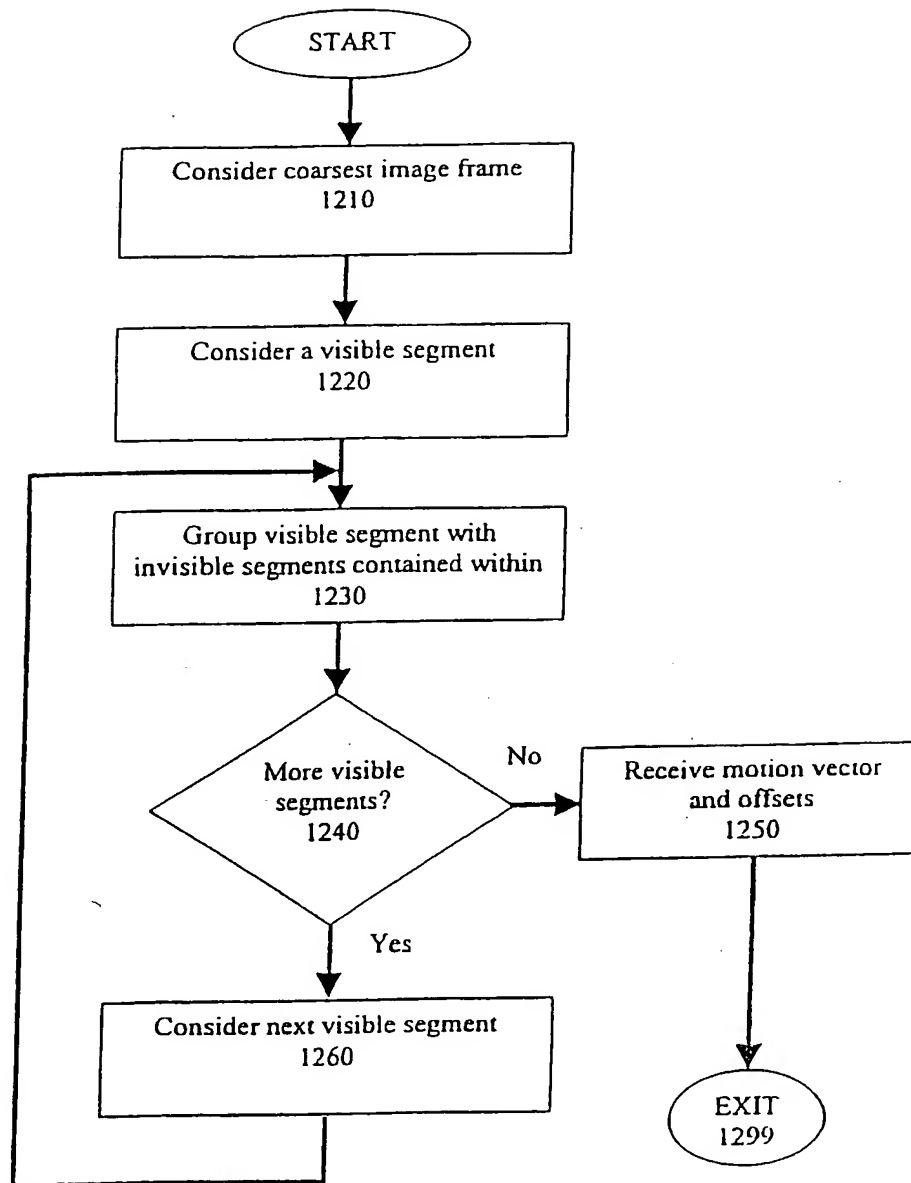 START
Consider coarsest image frame
1210
Consider a visible segment
1220
Group visible segment with
invisible segments contained within
1230
More visible
segments?
1240
No
Receive motion vector
and offsets
1250
Yes
Consider next visible segment
1260
EXIT
1299